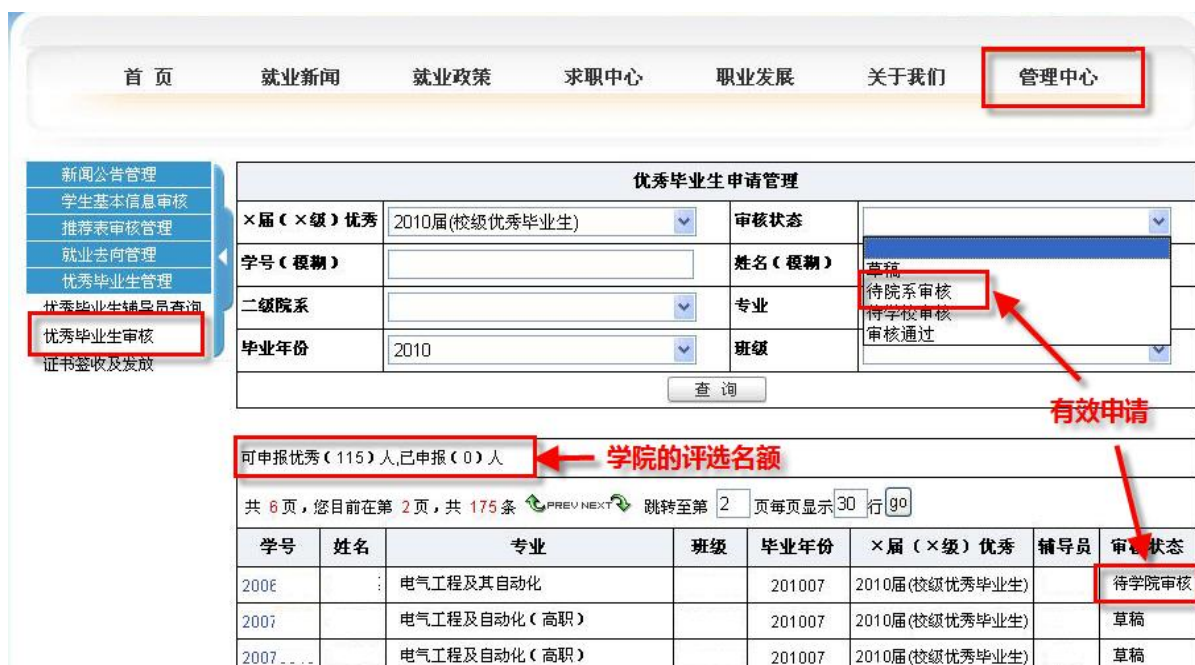 首 页 就业新闻 就业政策 求职中心 职业发展 关于我们 管理中心
新闻公告管理
学生基本信息审核
推荐表审核管理
就业去向管理
优秀毕业生管理
优秀毕业生辅导员查询
优秀毕业生审核
证书签收及发放
优秀毕业生申请管理
×届（×级）优秀 2010届(校级优秀毕业生) 审核状态
学号（模糊） 姓名（模糊）
草稿
待院系审核
待学校审核
审核通过
二级院系 专业
毕业年份 2010 班级
查 询
有效申请
可申报优秀（115）人,已申报（0）人 学院的评选名额
共 6 页，您目前在第 2 页，共 175 条 PREV NEXT 跳转至第 2 页每页显示 30 行 go
学号 姓名 专业 班级 毕业年份 ×届（×级）优秀 辅导员 审核状态
2006 电气工程及其自动化 201007 2010届(校级优秀毕业生) 待学院审核
2007 电气工程及自动化（高职） 201007 2010届(校级优秀毕业生) 草稿
2007 电气工程及自动化（高职） 201007 2010届(校级优秀毕业生) 草稿